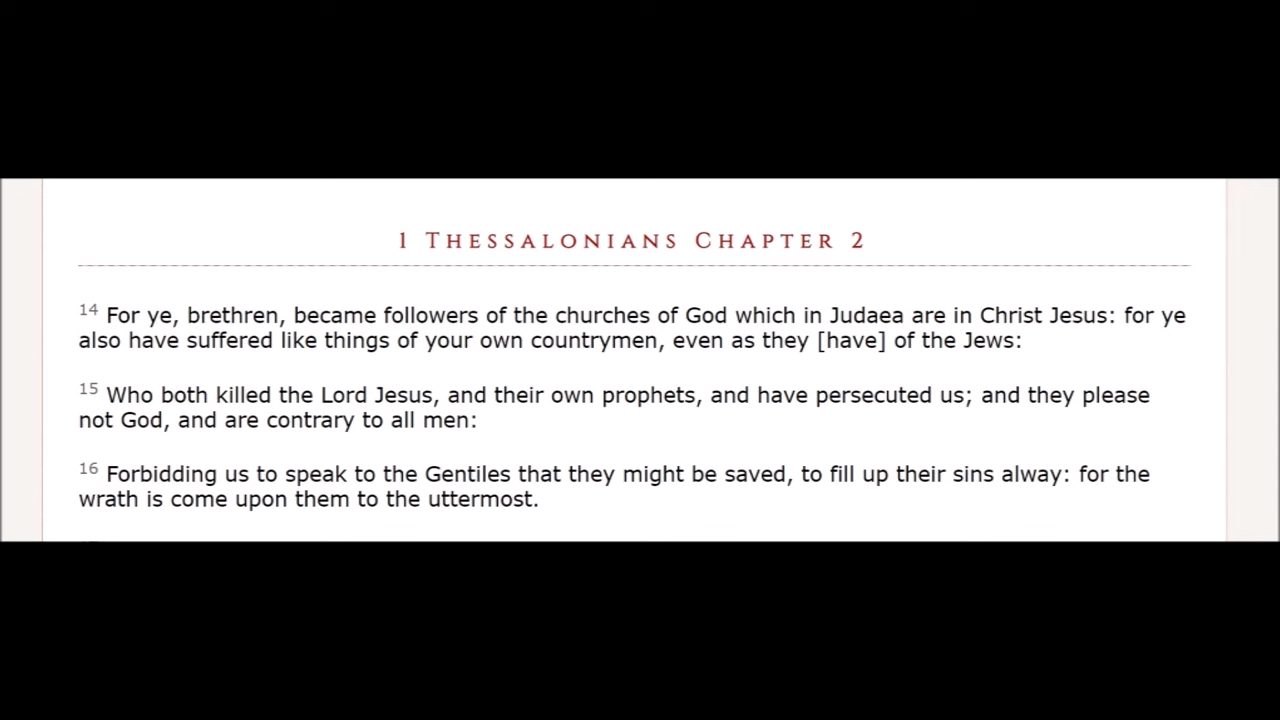 1 Thessalonians Chapter 2
14 For ye, brethren, became followers of the churches of God which in Judaea are in Christ Jesus: for ye
also have suffered like things of your own countrymen, even as they [have] of the Jews:
15 Who both killed the Lord Jesus, and their own prophets, and have persecuted us; and they please
not God, and are contrary to all men:
16 Forbidding us to speak to the Gentiles that they might be saved, to fill up their sins alway: for the
wrath is come upon them to the uttermost.